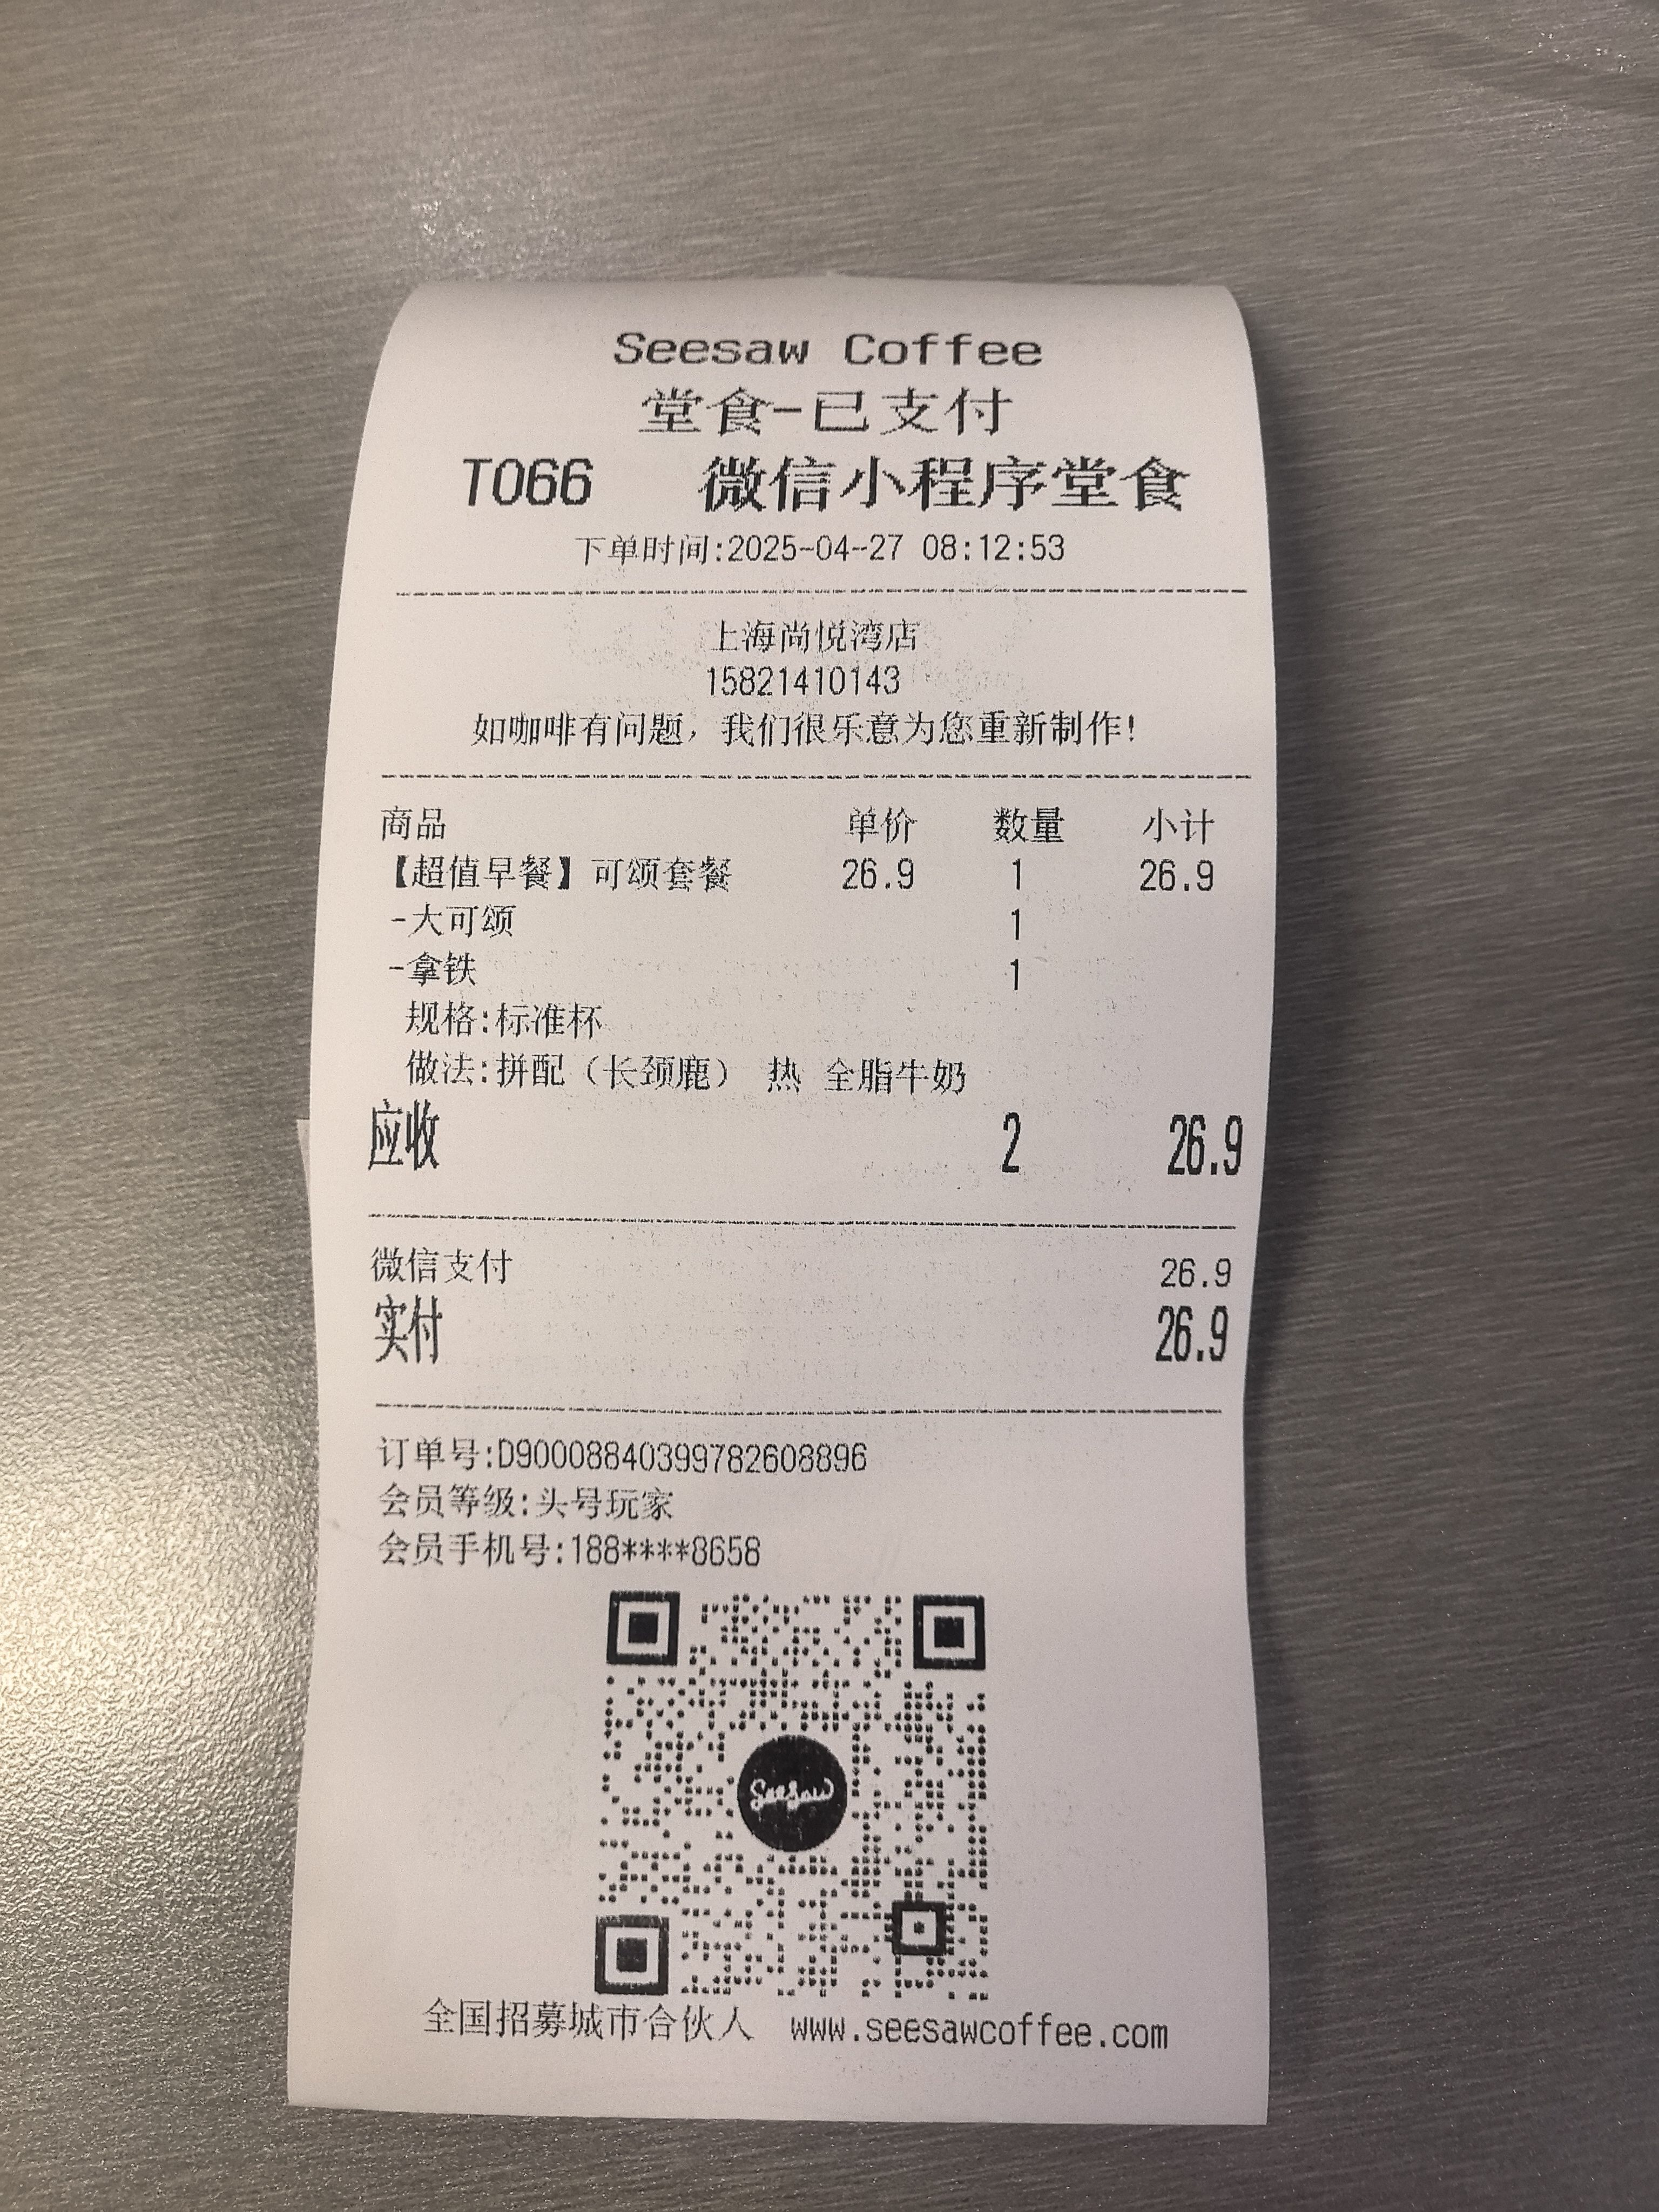 Seesaw Coffee
堂食-已支付
T066 微信小程序堂食
下单时间:2025-04-27 08:12:53
上海尚悦湾店
15821410143
如咖啡有问题，我们很乐意为您重新制作!
商品 单价 数量 小计
【超值早餐】可颂套餐 26.9 1 26.9
-大可颂 1
-拿铁 1
规格:标准杯
做法:拼配（长颈鹿） 热 全脂牛奶
应收 2 26.9
微信支付 26.9
实付 26.9
订单号:D90008840399782608896
会员等级:头号玩家
会员手机号:188****8658
SeeSaw
全国招募城市合伙人 www.seesawcoffee.com